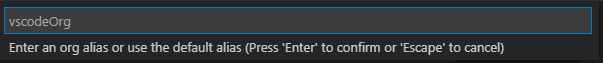 vscodeOrg
Enter an org alias or use the default alias (Press 'Enter' to confirm or 'Escape' to cancel)